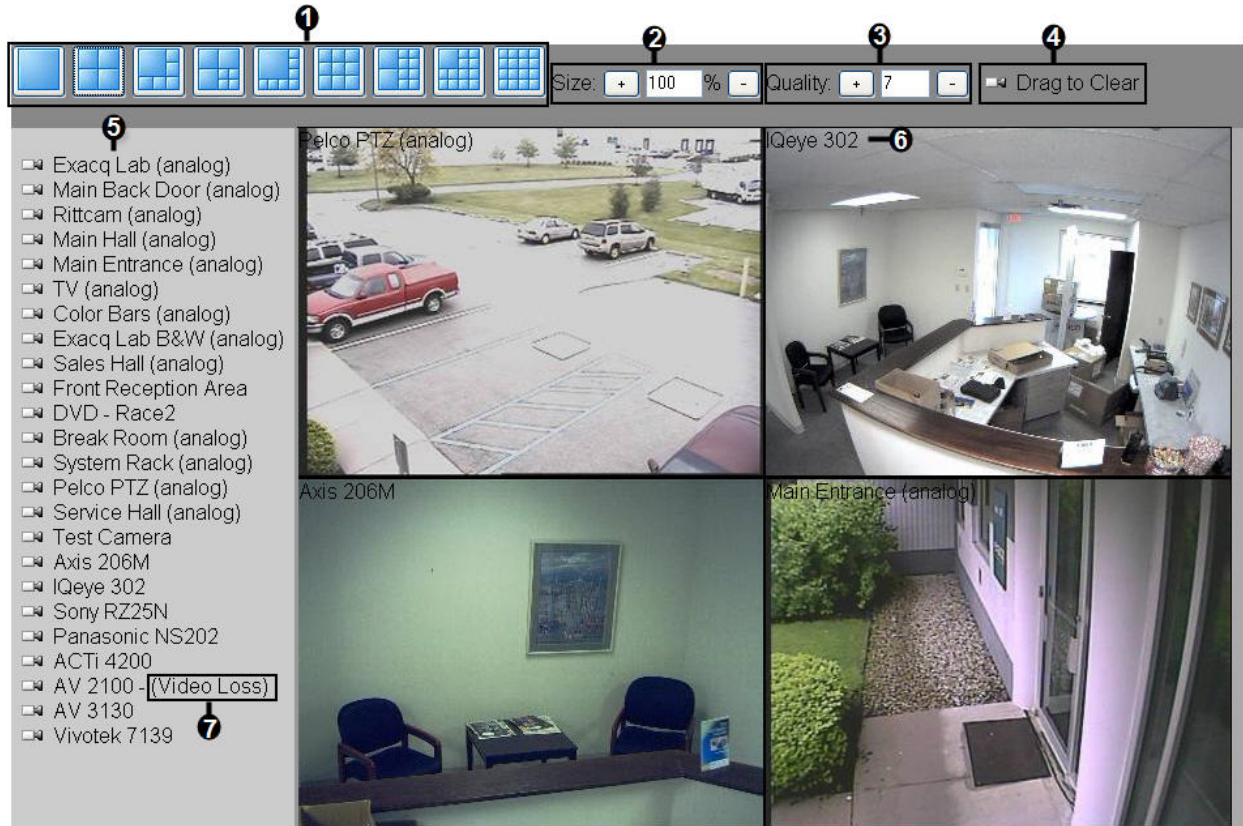 1
2
3
4
Size: + 100 % -
Quality: + 7 -
Drag to Clear
5
Exacq Lab (analog)
Main Back Door (analog)
Rittcam (analog)
Main Hall (analog)
Main Entrance (analog)
TV (analog)
Color Bars (analog)
Exacq Lab B&W (analog)
Sales Hall (analog)
Front Reception Area
DVD - Race2
Break Room (analog)
System Rack (analog)
Pelco PTZ (analog)
Service Hall (analog)
Test Camera
Axis 206M
IQeye 302
Sony RZ25N
Panasonic NS202
ACTi 4200
AV 2100 - (Video Loss)
7
AV 3130
Vivotek 7139
Pelco PTZ (analog)
IQeye 302
6
Axis 206M
Main Entrance (analog)